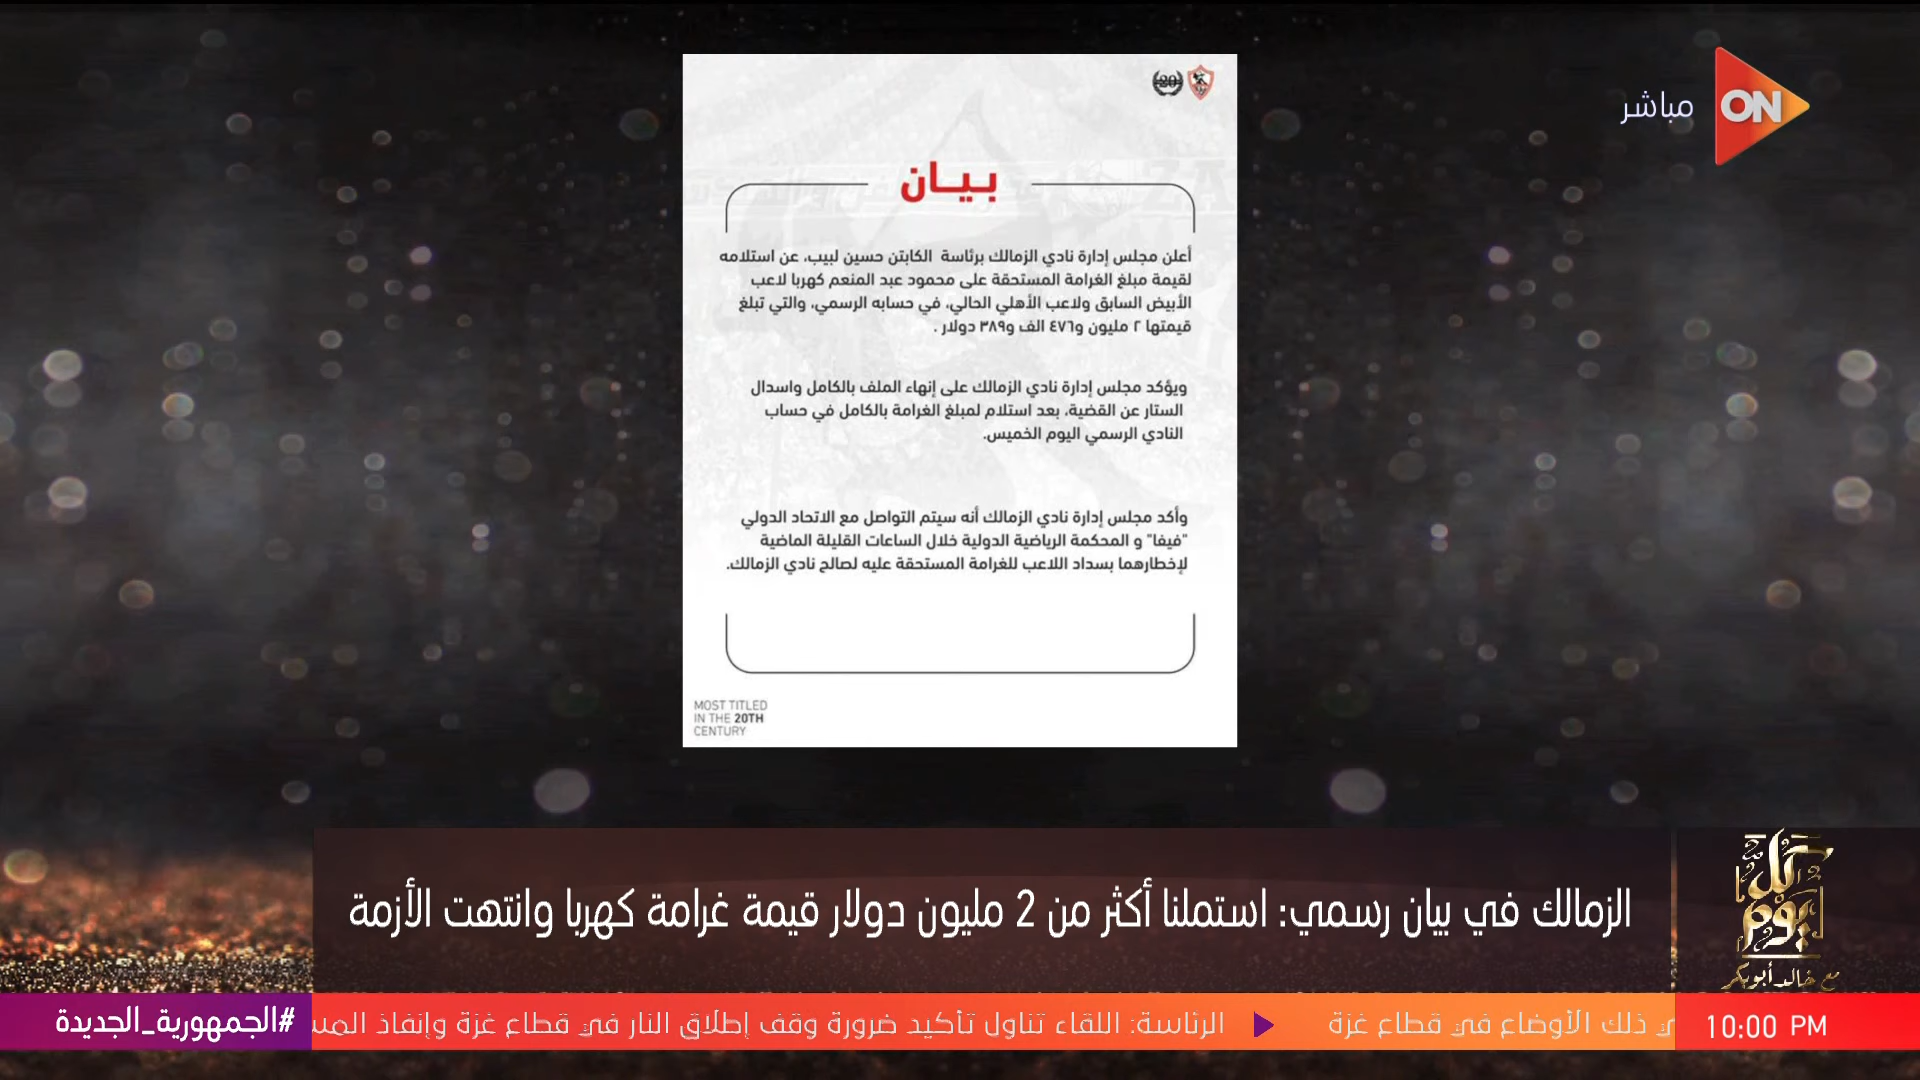 مباشر
ON
20
بيان
أعلن مجلس إدارة نادي الزمالك برئاسة الكابتن حسين لبيب، عن استلامه
لقيمة مبلغ الغرامة المستحقة على محمود عبد المنعم كهربا لاعب
الأبيض السابق ولاعب الأهلي الحالي، في حسابه الرسمي، والتي تبلغ
قيمتها ٢ مليون و٤٧٦ الف و٣٨٩ دولار .
ويؤكد مجلس إدارة نادي الزمالك على إنهاء الملف بالكامل واسدال
الستار عن القضية، بعد استلام لمبلغ الغرامة بالكامل في حساب
النادي الرسمي اليوم الخميس.
وأكد مجلس إدارة نادي الزمالك أنه سيتم التواصل مع الاتحاد الدولي
"فيفا" و المحكمة الرياضية الدولية خلال الساعات القليلة الماضية
لإخطارهما بسداد اللاعب للغرامة المستحقة عليه لصالح نادي الزمالك.
MOST TITLED
IN THE 20TH
CENTURY
الزمالك في بيان رسمي: استملنا أكثر من 2 مليون دولار قيمة غرامة كهربا وانتهت الأزمة
كل يوم
مع خالد أبوبكر
ي ذلك الأوضاع في قطاع غزة
الرئاسة: اللقاء تناول تأكيد ضرورة وقف إطلاق النار في قطاع غزة وإنفاذ المس
#الجمهورية_الجديدة
10:00 PM